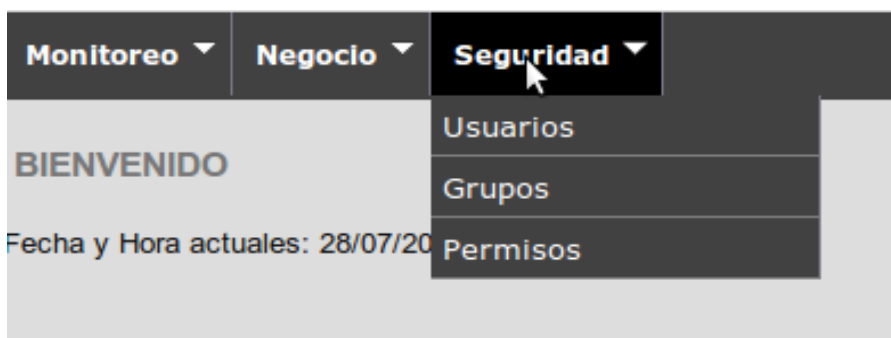 Monitoreo Negocio Seguridad
Usuarios
BIENVENIDO
Grupos
Fecha y Hora actuales: 28/07/20
Permisos